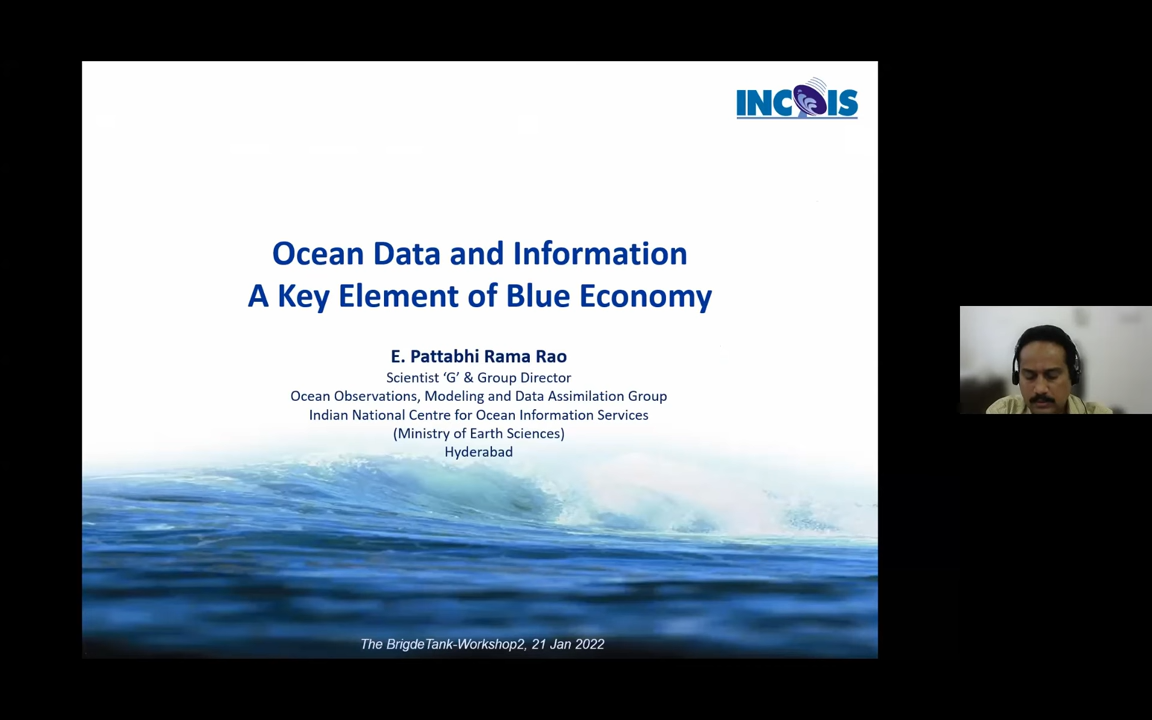 INCOIS
Ocean Data and Information
A Key Element of Blue Economy
E. Pattabhi Rama Rao
Scientist ‘G’ & Group Director
Ocean Observations, Modeling and Data Assimilation Group
Indian National Centre for Ocean Information Services
(Ministry of Earth Sciences)
Hyderabad
The BrigdeTank-Workshop2, 21 Jan 2022